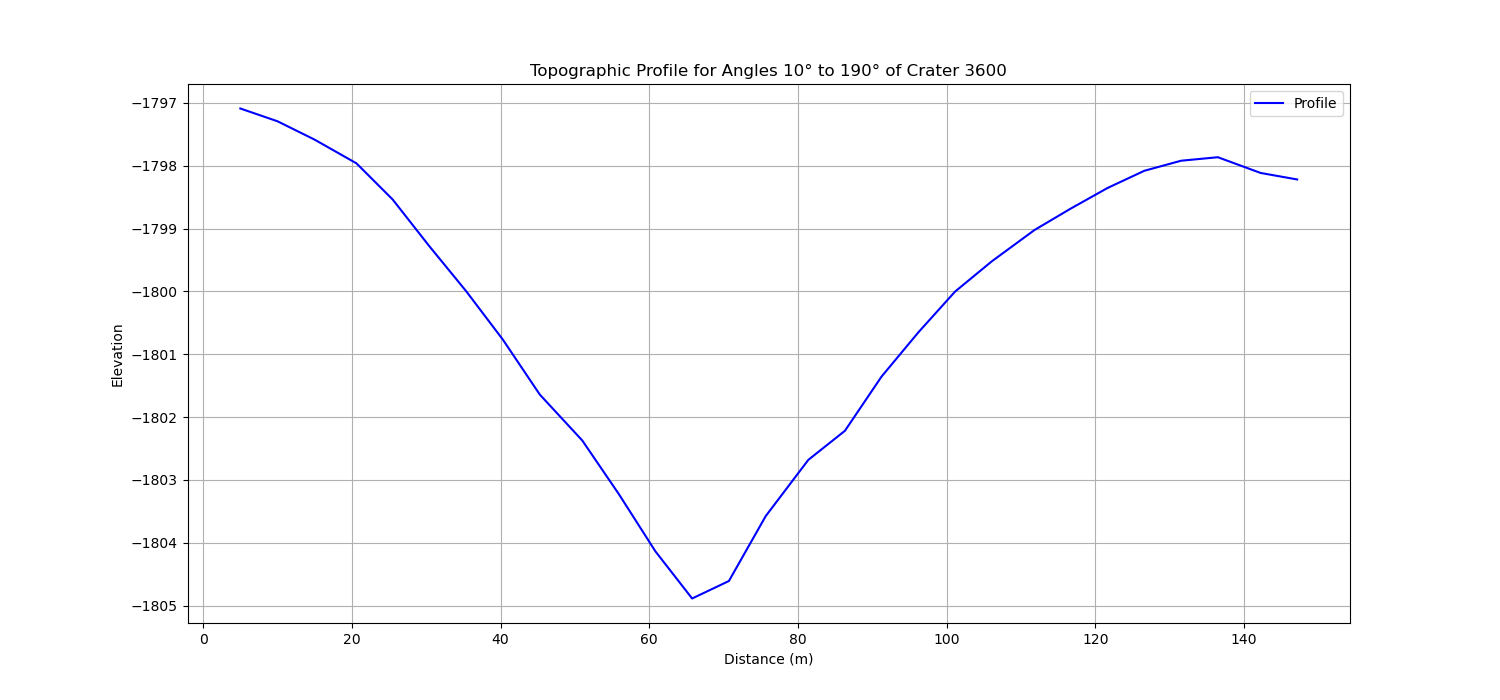 Topographic Profile for Angles 10° to 190° of Crater 3600
Profile
−1797
−1798
−1799
−1800
−1801
−1802
−1803
−1804
−1805
Elevation
0 20 40 60 80 100 120 140
Distance (m)